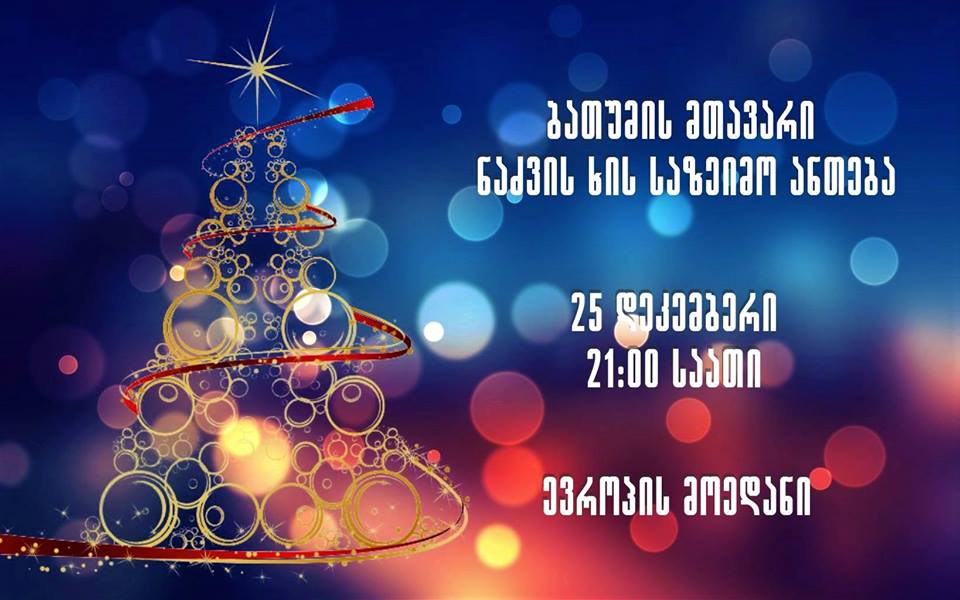 ბათუმის მთავარი
ნაძვის ხის საზეიმო ანთება
25 დეკემბერი
21:00 საათი
ევროპის მოედანი